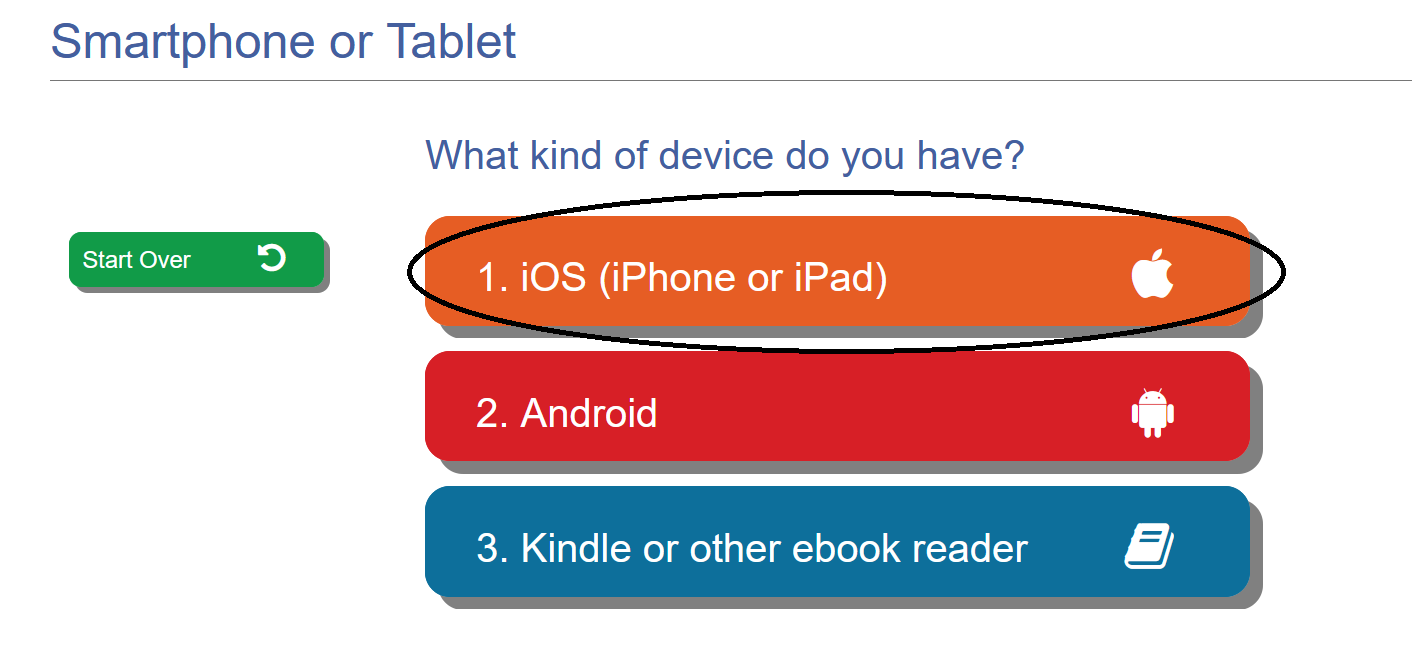 Smartphone or Tablet
What kind of device do you have?
Start Over
1. iOS (iPhone or iPad)
2. Android
3. Kindle or other ebook reader